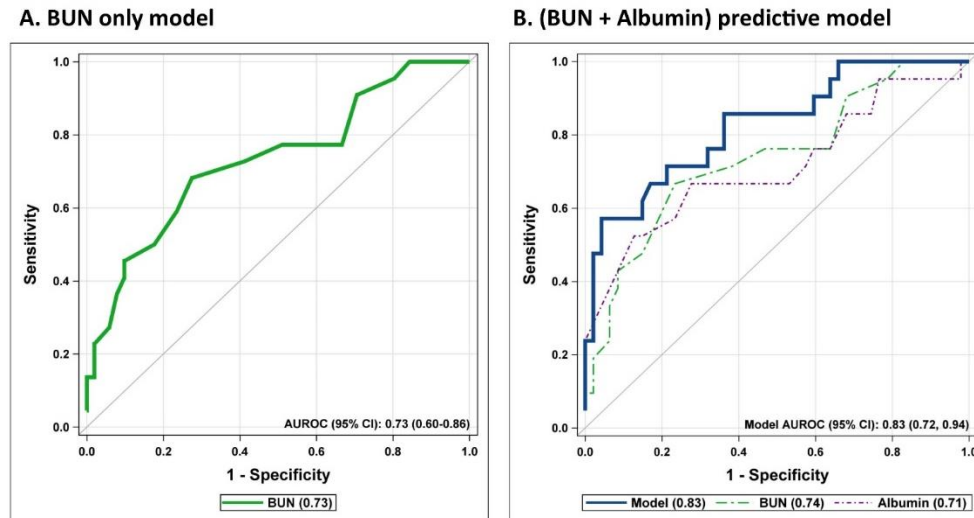 A. BUN only model
1.0
0.8
0.6
0.4
0.2
0.0
Sensitivity
AUROC (95% CI): 0.73 (0.60-0.86)
0.0 0.2 0.4 0.6 0.8 1.0
1 - Specificity
BUN (0.73)
B. (BUN + Albumin) predictive model
1.0
0.8
0.6
0.4
0.2
0.0
Sensitivity
Model AUROC (95% CI): 0.83 (0.72, 0.94)
0.0 0.2 0.4 0.6 0.8 1.0
1 - Specificity
Model (0.83) BUN (0.74) Albumin (0.71)